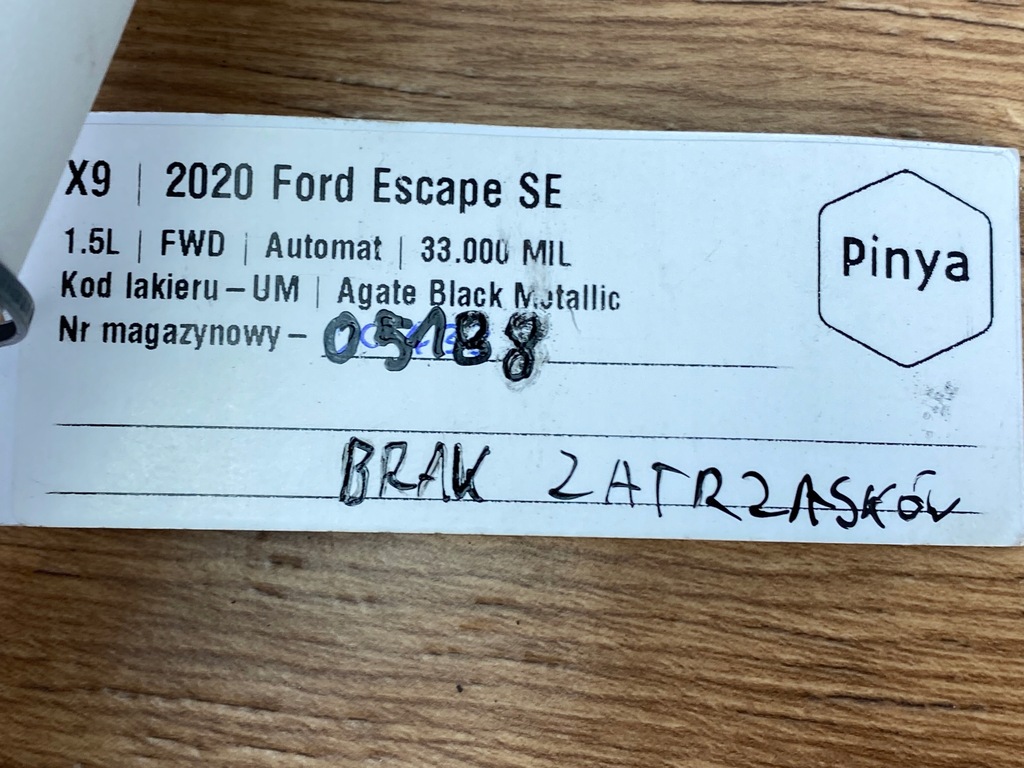 X9 | 2020 Ford Escape SE
1.5L | FWD | Automat | 33.000 MIL
Kod lakieru – UM | Agate Black Metallic
Nr magazynowy – 05188
BRAK ZATRZASKÓW
Pinya